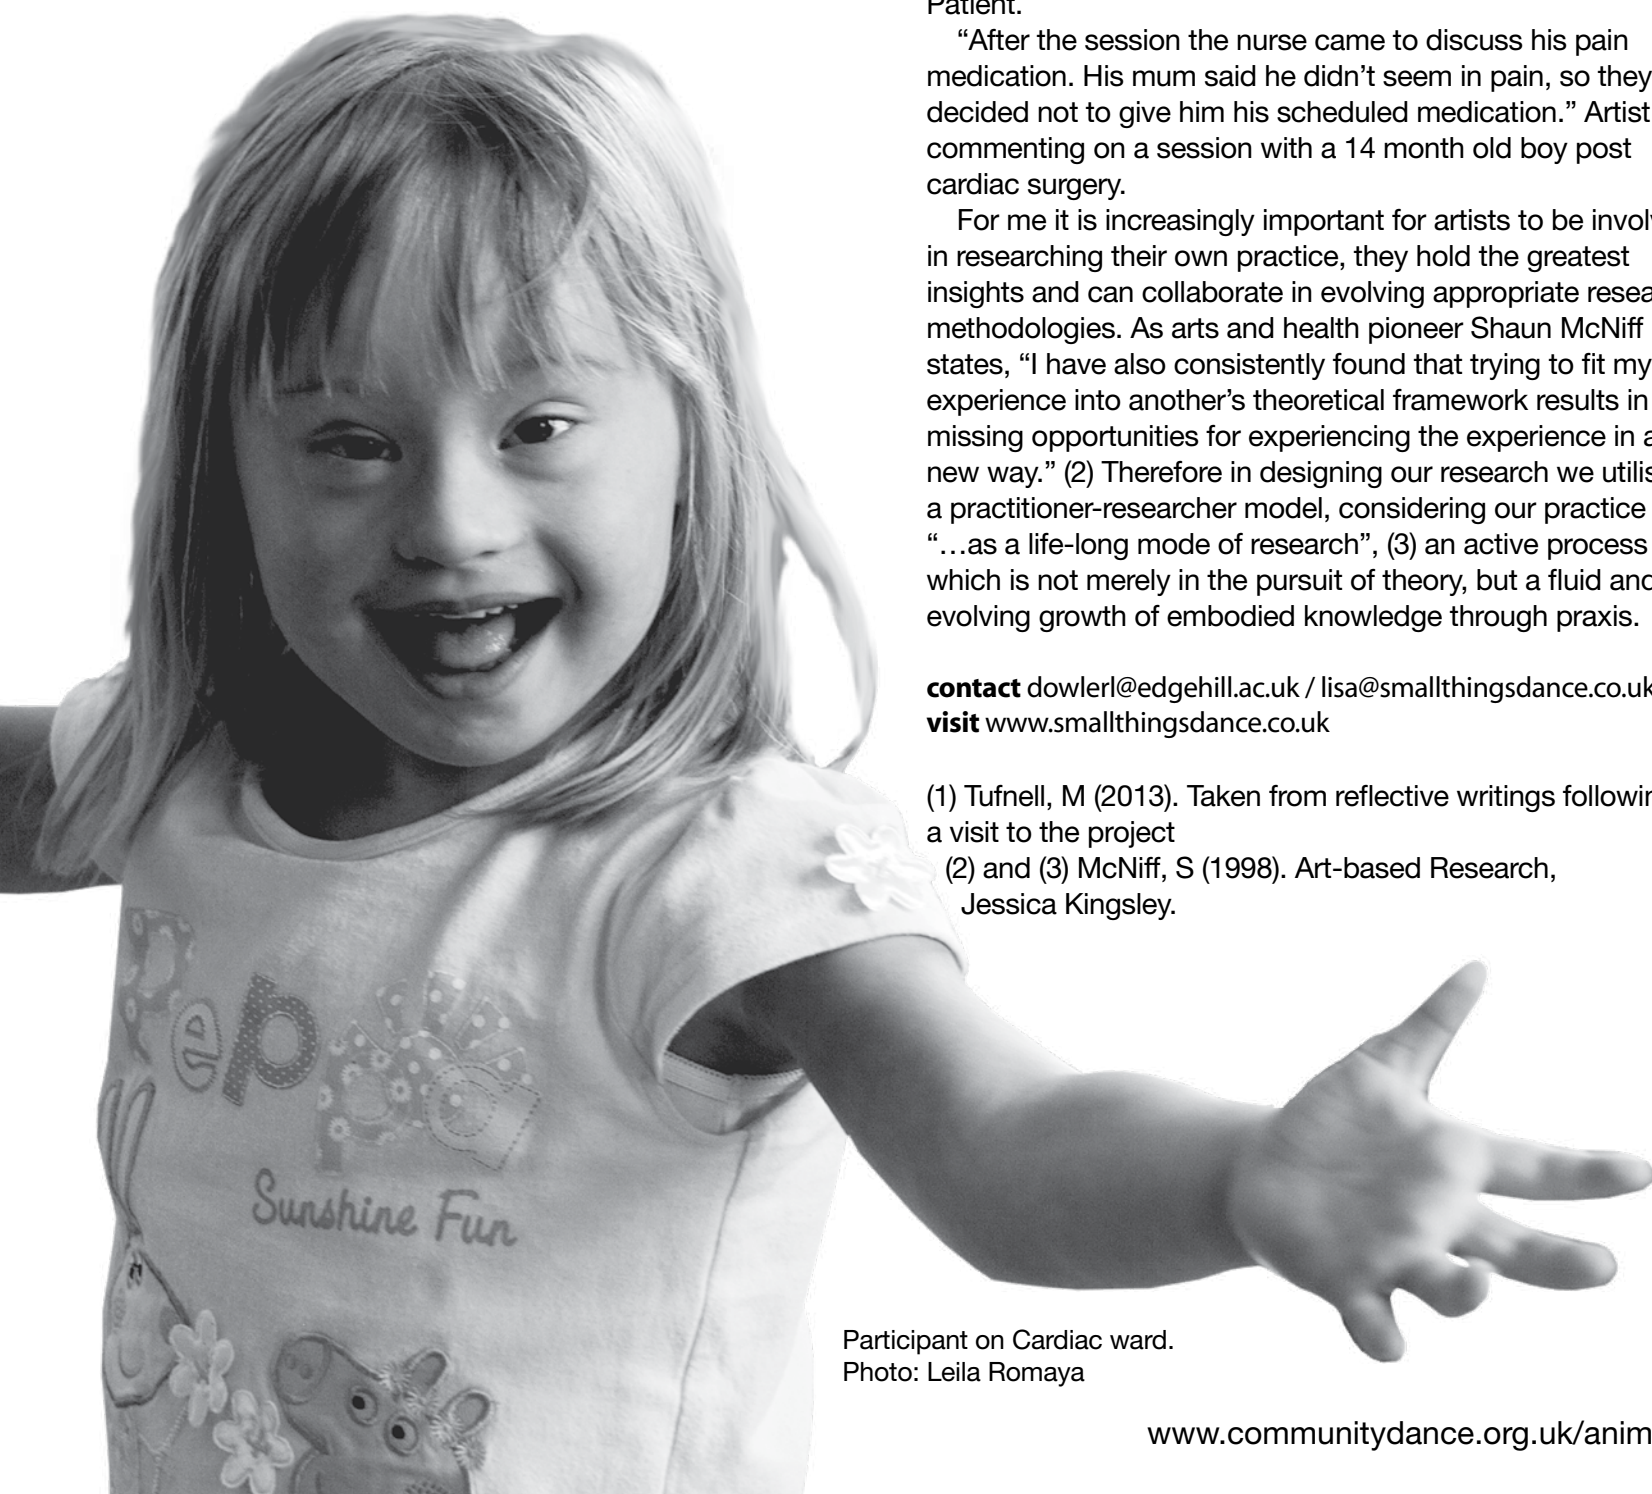 Patient.
“After the session the nurse came to discuss his pain
medication. His mum said he didn’t seem in pain, so they
decided not to give him his scheduled medication.” Artist
commenting on a session with a 14 month old boy post
cardiac surgery.
For me it is increasingly important for artists to be
in researching their own practice, they hold the greatest
insights and can collaborate in evolving appropriate
methodologies. As arts and health pioneer Shaun McNiff
states, “I have also consistently found that trying to fit my
experience into another’s theoretical framework results in
missing opportunities for experiencing the experience in a
new way.” (2) Therefore in designing our research we
a practitioner-researcher model, considering our practice
“…as a life-long mode of research”, (3) an active process
which is not merely in the pursuit of theory, but a fluid and
evolving growth of embodied knowledge through praxis.
contact dowlerl@edgehill.ac.uk / lisa@smallthingsdance.co.uk
visit www.smallthingsdance.co.uk
(1) Tufnell, M (2013). Taken from reflective writings
a visit to the project
(2) and (3) McNiff, S (1998). Art-based Research,
Jessica Kingsley.
Peppa
Sunshine Fun
Participant on Cardiac ward.
Photo: Leila Romaya
www.communitydance.org.uk/anim